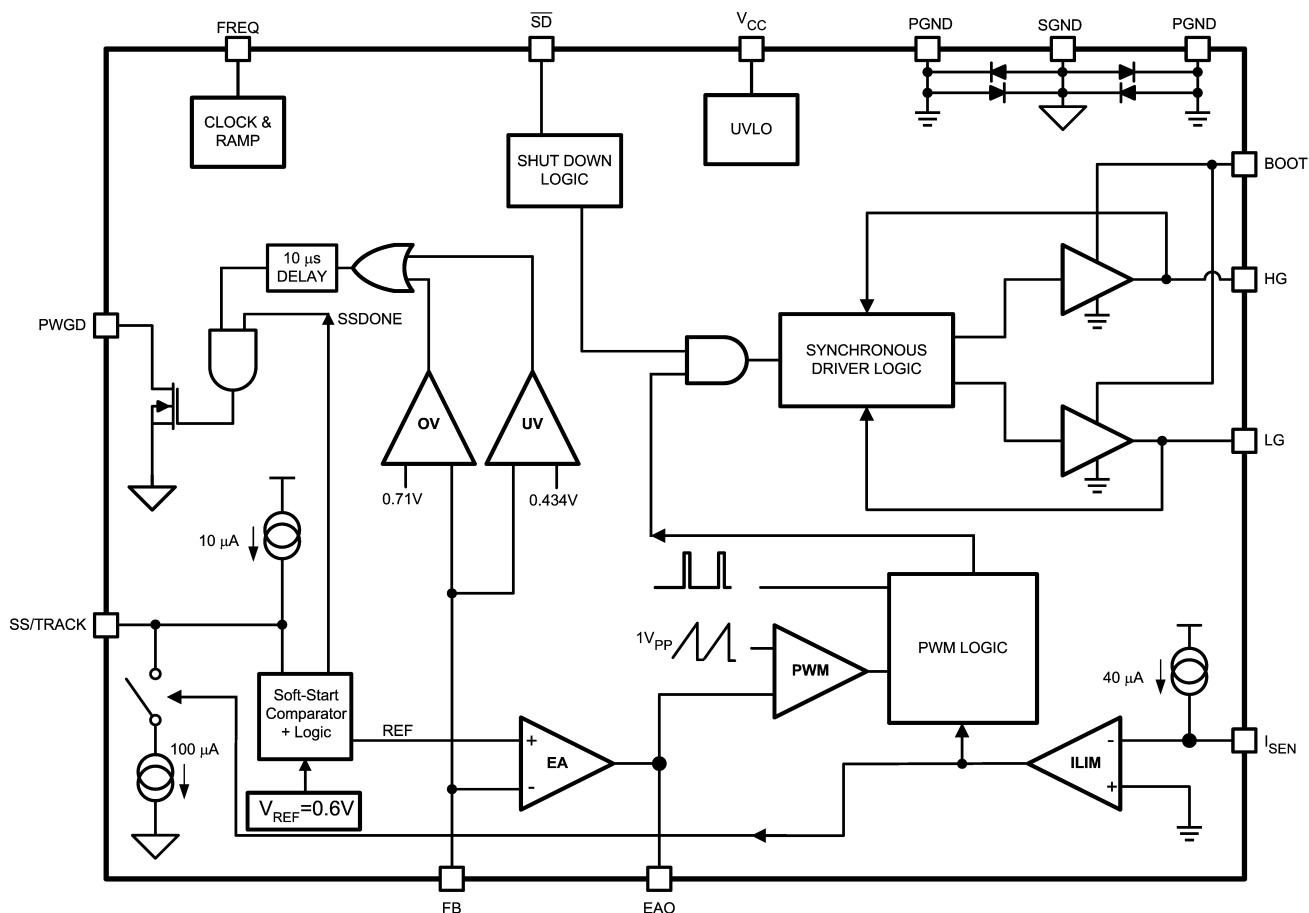 FREQ
SD
VCC
PGND
SGND
PGND
CLOCK &
RAMP
UVLO
SHUT DOWN
LOGIC
BOOT
10 μs
DELAY
HG
PWGD
SSDONE
SYNCHRONOUS
DRIVER LOGIC
OV
UV
LG
0.71V
0.434V
10 μA
SS/TRACK
1VPP
PWM
PWM LOGIC
Soft-Start
Comparator
+ Logic
REF
40 μA
100 μA
+
EA
-
-
ILIM
+
ISEN
VREF=0.6V
FB
EAO